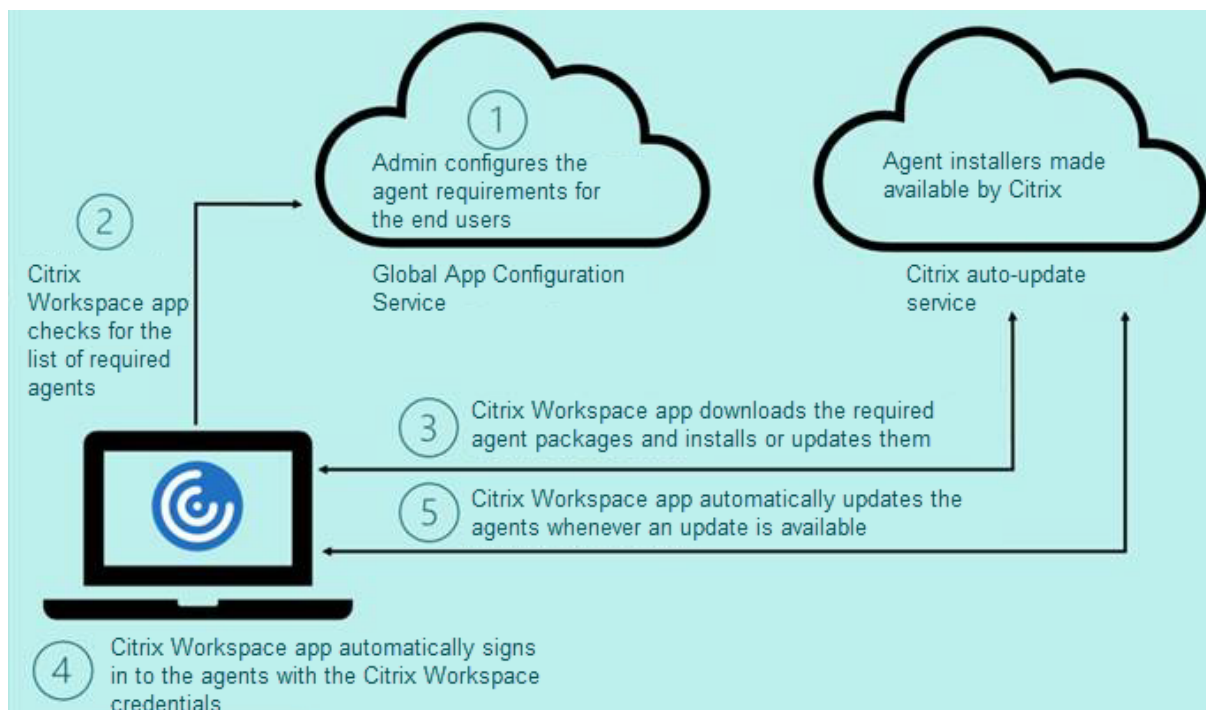 1
Admin configures the
agent requirements for
the end users
Global App Configuration
Service
Agent installers made
available by Citrix
Citrix auto-update
service
2
Citrix
Workspace app
checks for the
list of required
agents
3
Citrix Workspace app downloads the required
agent packages and installs or updates them
5
Citrix Workspace app automatically updates the
agents whenever an update is available
4
Citrix Workspace app automatically signs
in to the agents with the Citrix Workspace
credentials